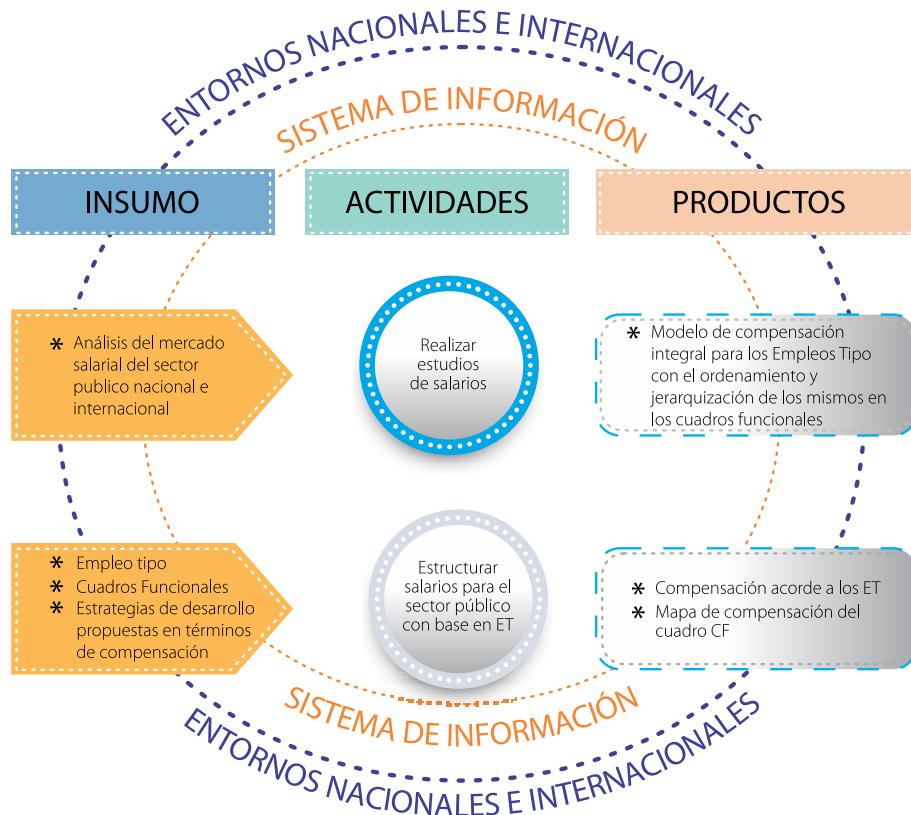 ENTORNOS NACIONALES E INTERNACIONALES
SISTEMA DE INFORMACIÓN
INSUMO
ACTIVIDADES
PRODUCTOS
* Análisis del mercado
salarial del sector
publico nacional e
internacional
Realizar
estudios
de salarios
* Modelo de compensación
integral para los Empleos Tipo
con el ordenamiento y
jerarquización de los mismos en
los cuadros funcionales
* Empleo tipo
* Cuadros Funcionales
* Estrategias de desarrollo
propuestas en términos
de compensación
Estructurar
salarios para el
sector público
con base en ET
* Compensación acorde a los ET
* Mapa de compensación del
cuadro CF
SISTEMA DE INFORMACIÓN
ENTORNOS NACIONALES E INTERNACIONALES